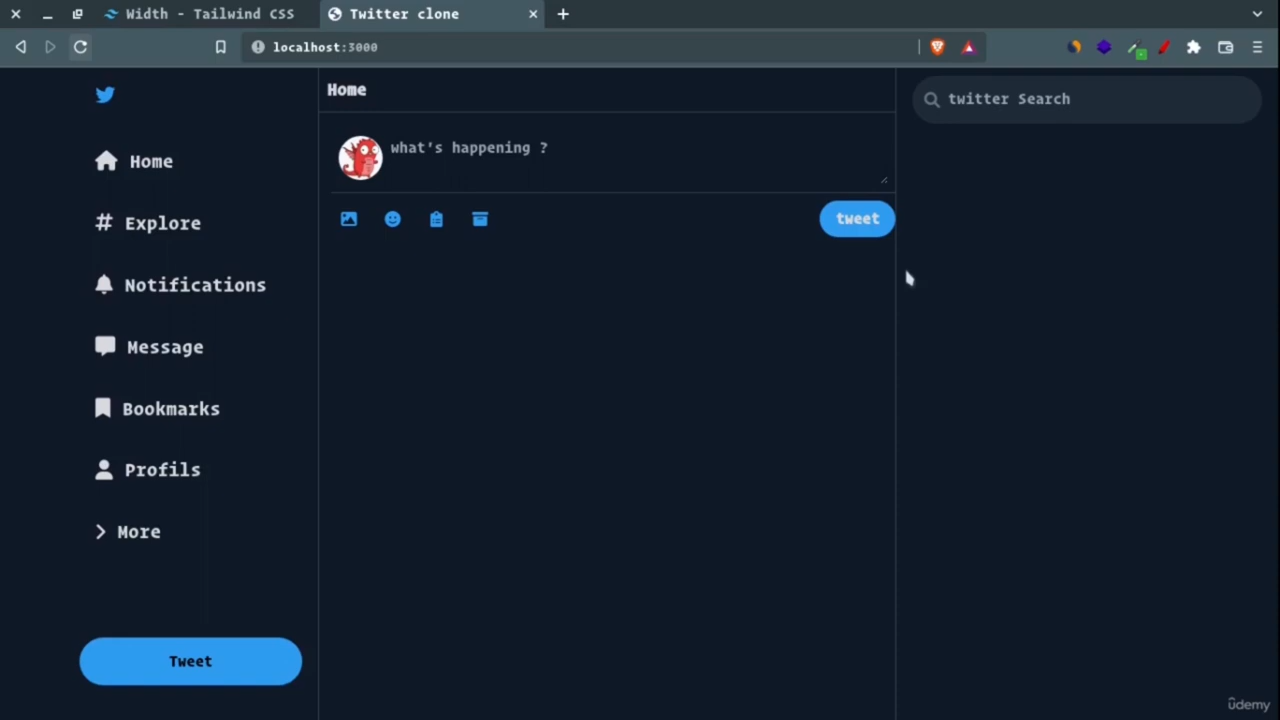 Width - Tailwind CSS
Twitter clone
localhost:3000
Home
Explore
Notifications
Message
Bookmarks
Profils
More
Tweet
Home
what's happening ?
tweet
twitter Search
ûdemy